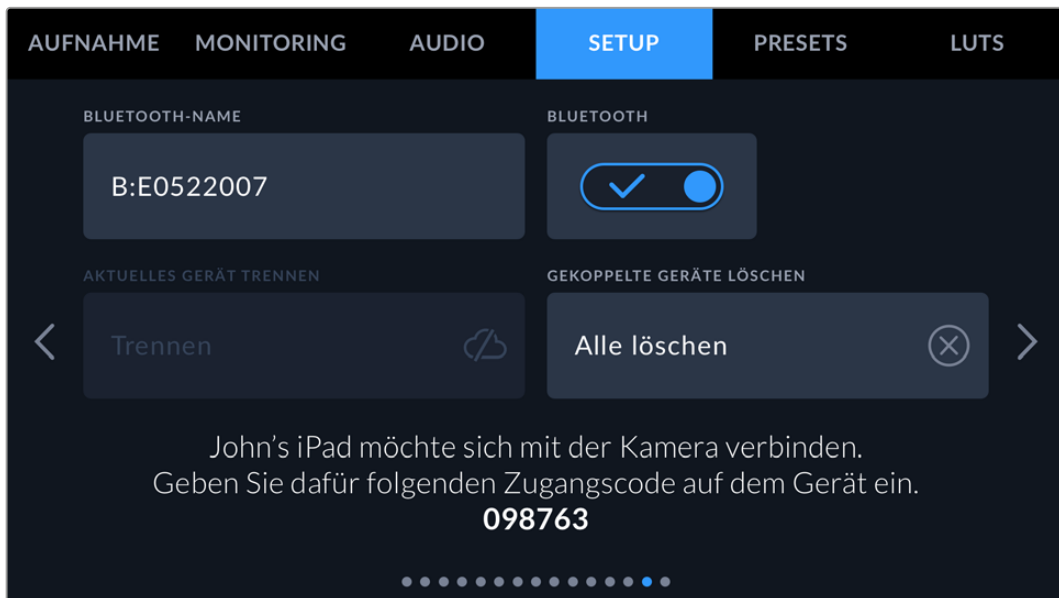 AUFNAHME MONITORING AUDIO SETUP PRESETS LUTS
BLUETOOTH-NAME BLUETOOTH
B:E0522007
AKTUELLES GERÄT TRENNEN GEKOPPELTE GERÄTE LÖSCHEN
Trennen Alle löschen
John’s iPad möchte sich mit der Kamera verbinden.
Geben Sie dafür folgenden Zugangscode auf dem Gerät ein.
098763